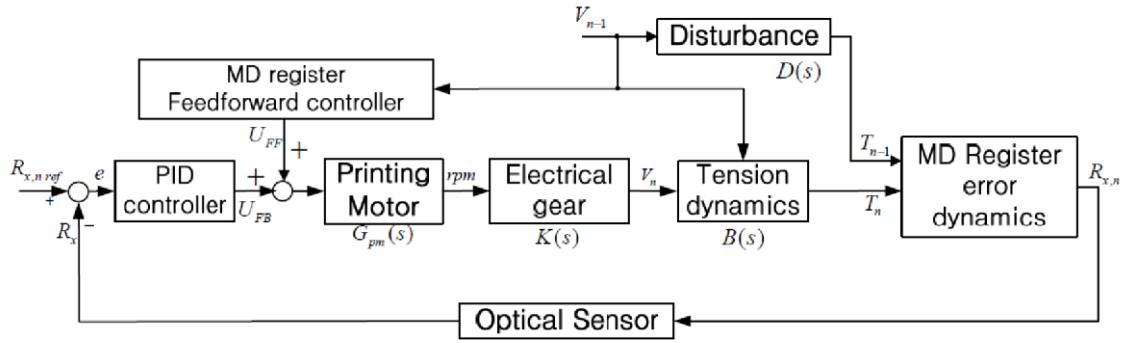 V_{n-1}
Disturbance
D(s)
MD register
Feedforward controller
U_{FF}
+
R_{x,n ref}
+
e
PID
controller
+
U_{FB}
Printing
Motor
G_{pm}(s)
rpm
Electrical
gear
K(s)
V_n
Tension
dynamics
B(s)
T_{n-1}
T_n
MD Register
error
dynamics
R_{x,n}
R_x
−
Optical Sensor